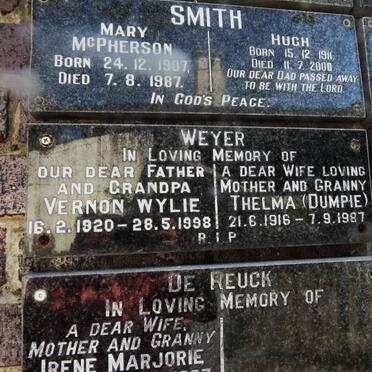 SMITH
MARY
MCPHERSON
BORN 24. 12. 1907.
DIED 7. 8. 1987.
HUGH
BORN 15. 12. 1911.
DIED 11. 7. 2000.
OUR DEAR DAD PASSED AWAY
TO BE WITH THE LORD.
IN GOD'S PEACE.
WEYER
IN LOVING MEMORY OF
OUR DEAR FATHER
AND GRANDPA
VERNON WYLIE
16. 2. 1920 – 28.5.1998
A DEAR WIFE LOVING
MOTHER AND GRANNY
THELMA (DUMPIE)
21.6.1916 – 7.9.1987
R.I.P
DE REUCK
IN LOVING MEMORY OF
A DEAR WIFE,
MOTHER AND GRANNY
IRENE MARJORIE